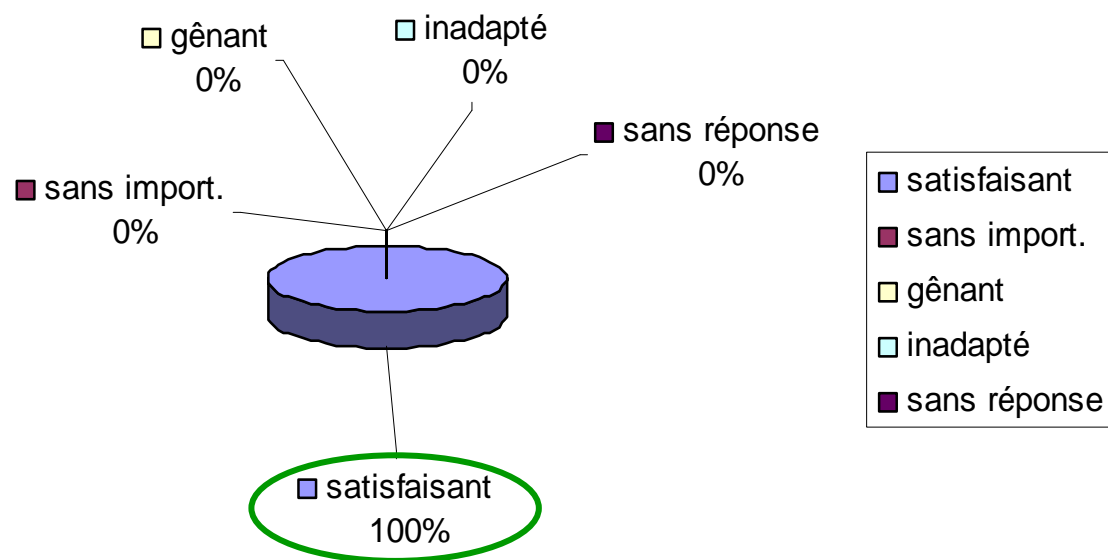 gênant
0%
inadapté
0%
sans réponse
0%
sans import.
0%
satisfaisant
100%
satisfaisant
sans import.
gênant
inadapté
sans réponse